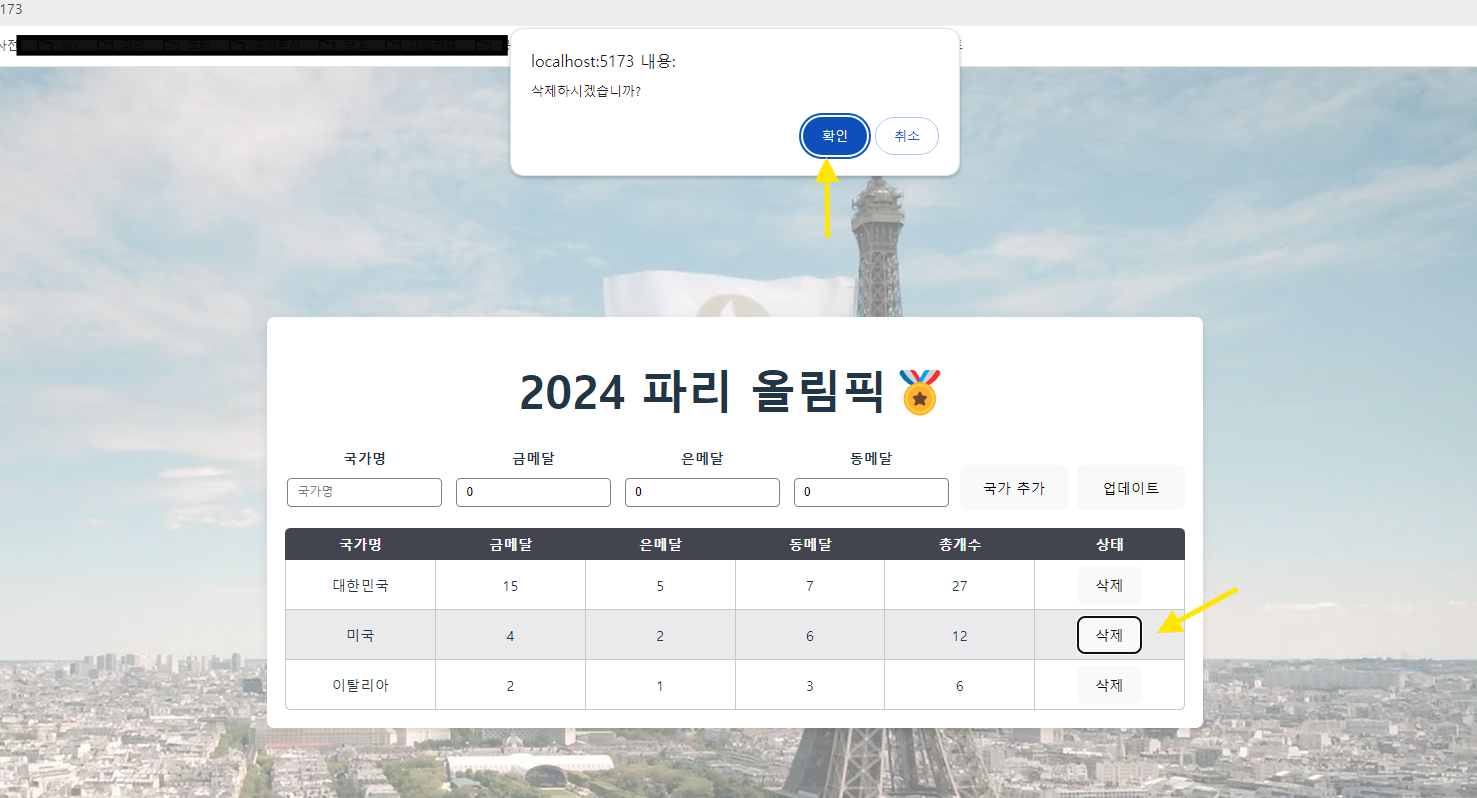 173
localhost:5173 내용:
삭제하시겠습니까?
확인 취소
2024 파리 올림픽
국가명 금메달 은메달 동메달
국가명 0 0 0 국가 추가 업데이트
국가명 금메달 은메달 동메달 총개수 상태
대한민국 15 5 7 27 삭제
미국 4 2 6 12 삭제
이탈리아 2 1 3 6 삭제